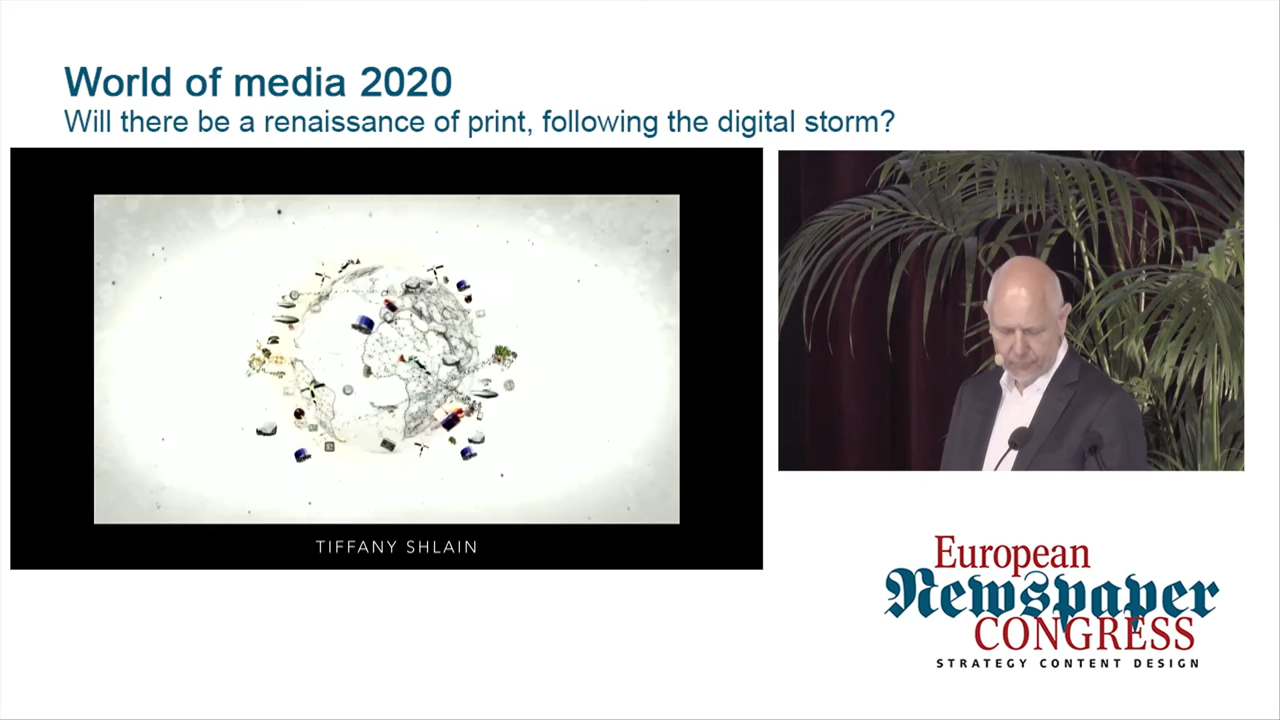 World of media 2020
Will there be a renaissance of print, following the digital storm?
TIFFANY SHLAIN
European
Newspaper
CONGRESS
STRATEGY CONTENT DESIGN